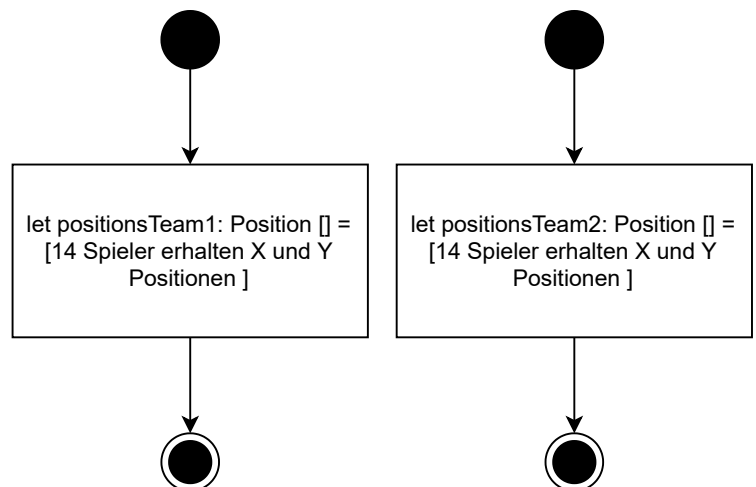 let positionsTeam1: Position [] =
[14 Spieler erhalten X und Y
Positionen ]
let positionsTeam2: Position [] =
[14 Spieler erhalten X und Y
Positionen ]